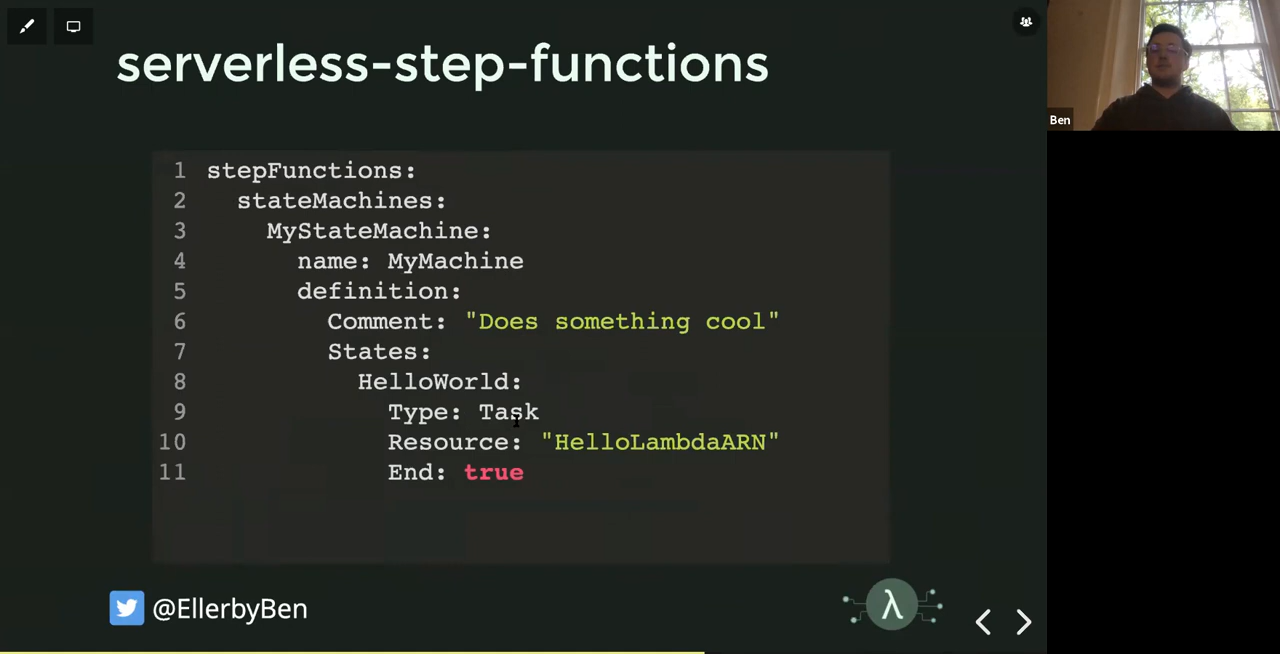 serverless-step-functions
1 stepFunctions:
2 stateMachines:
3 MyStateMachine:
4 name: MyMachine
5 definition:
6 Comment: "Does something cool"
7 States:
8 HelloWorld:
9 Type: Task
10 Resource: "HelloLambdaARN"
11 End: true
@EllerbyBen
λ
Ben